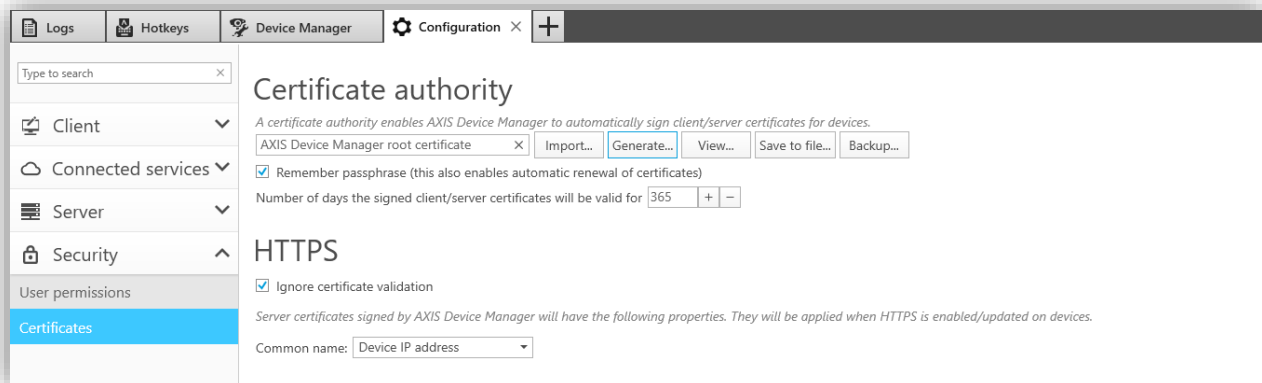 Logs
Hotkeys
Device Manager
Configuration
Type to search
Client
Connected services
Server
Security
User permissions
Certificates
Certificate authority
A certificate authority enables AXIS Device Manager to automatically sign client/server certificates for devices.
AXIS Device Manager root certificate Import... Generate... View... Save to file... Backup...
Remember passphrase (this also enables automatic renewal of certificates)
Number of days the signed client/server certificates will be valid for 365 + −
HTTPS
Ignore certificate validation
Server certificates signed by AXIS Device Manager will have the following properties. They will be applied when HTTPS is enabled/updated on devices.
Common name: Device IP address